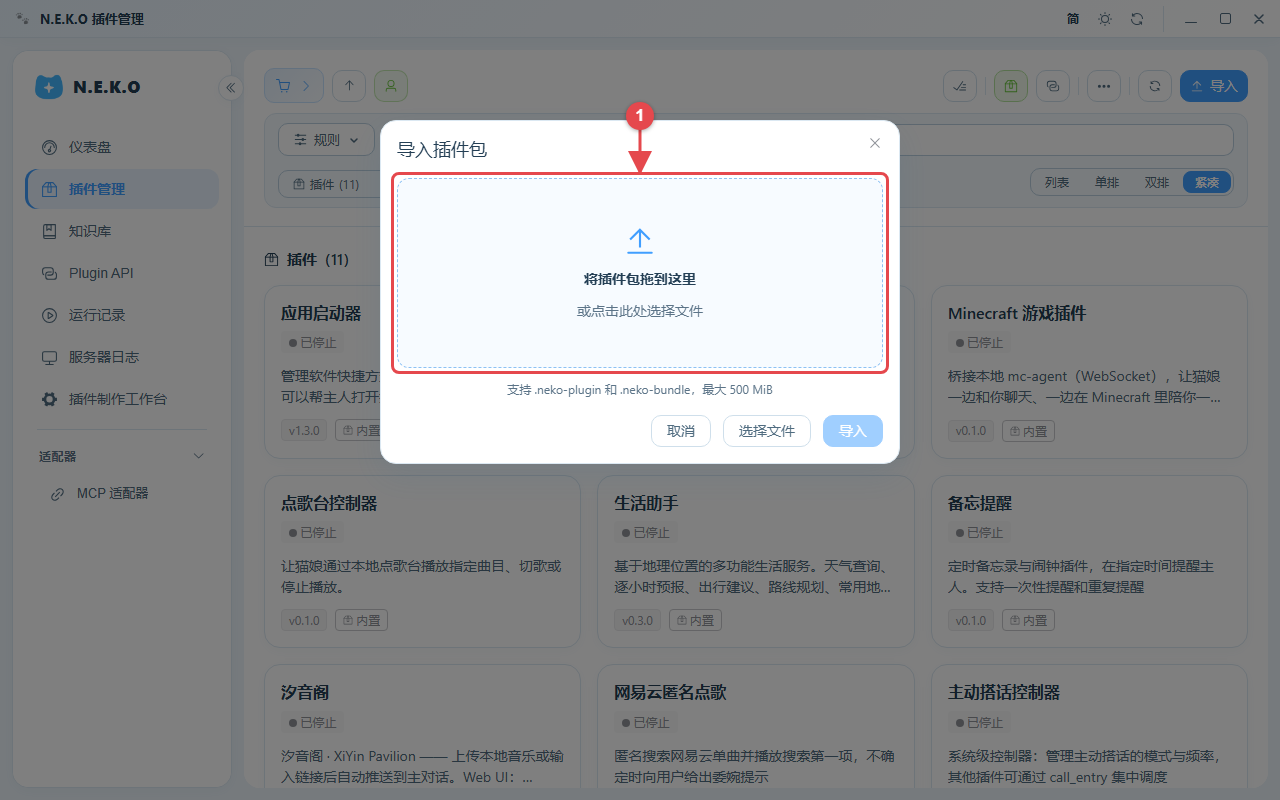 N.E.K.O 插件管理
简
N.E.K.O
仪表盘
插件管理
知识库
Plugin API
运行记录
服务器日志
插件制作工作台
适配器
MCP 适配器
导入
规则
插件 (11)
列表
单排
双排
紧凑
1
导入插件包
将插件包拖到这里
或点击此处选择文件
支持 .neko-plugin 和 .neko-bundle，最大 500 MiB
取消
选择文件
导入
插件（11）
应用启动器
已停止
管理软件快捷方
可以帮主人打开
v1.3.0
内置
Minecraft 游戏插件
已停止
桥接本地 mc-agent（WebSocket），让猫娘
一边和你聊天、一边在 Minecraft 里陪你一...
v0.1.0
内置
点歌台控制器
已停止
让猫娘通过本地点歌台播放指定曲目、切歌或
停止播放。
v0.1.0
内置
生活助手
已停止
基于地理位置的多功能生活服务。天气查询、
逐小时预报、出行建议、路线规划、常用地...
v0.3.0
内置
备忘提醒
已停止
定时备忘录与闹钟插件，在指定时间提醒主
人。支持一次性提醒和重复提醒
v0.1.0
内置
汐音阁
已停止
汐音阁 · XiYin Pavilion —— 上传本地音乐或输
入链接后自动推送到主对话。Web UI：...
网易云匿名点歌
已停止
匿名搜索网易云单曲并播放搜索第一项，不确
定时向用户给出委婉提示
主动搭话控制器
已停止
系统级控制器：管理主动搭话的模式与频率，
其他插件可通过 call_entry 集中调度